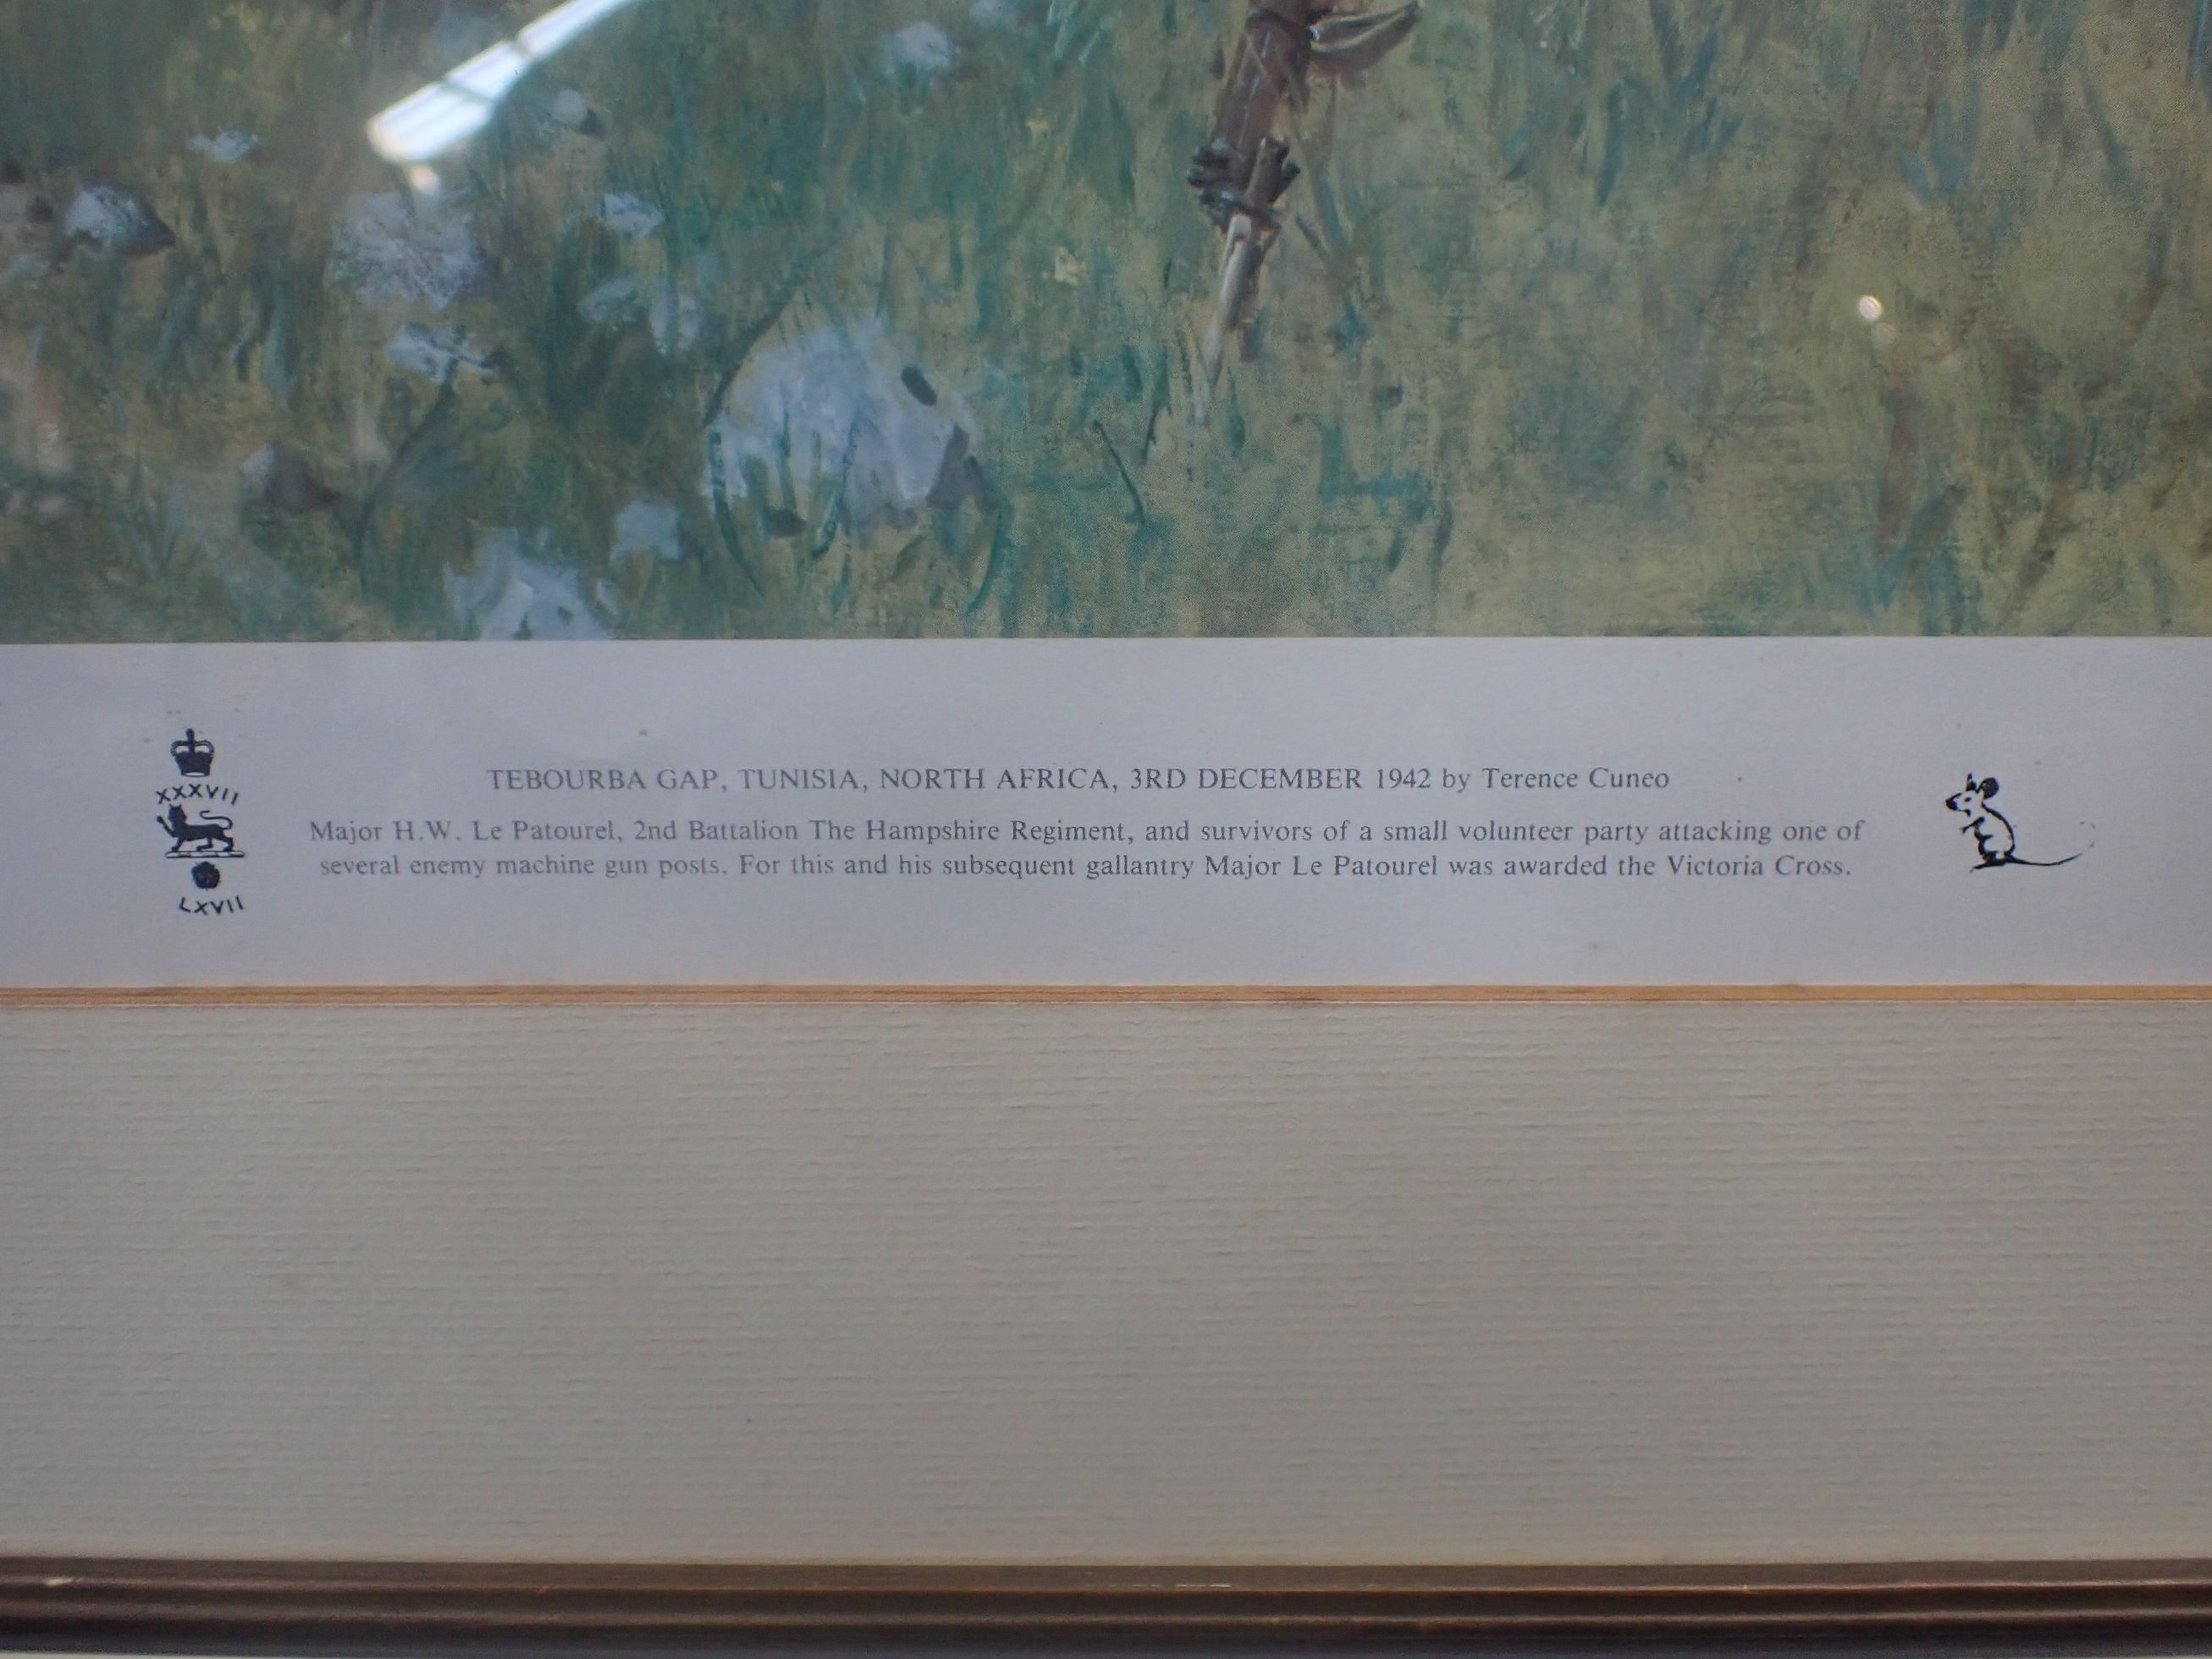 XXXVII
LXVII
TEBOURBA GAP, TUNISIA, NORTH AFRICA, 3RD DECEMBER 1942 by Terence Cuneo
Major H.W. Le Patourel, 2nd Battalion The Hampshire Regiment, and survivors of a small volunteer party attacking one of
several enemy machine gun posts. For this and his subsequent gallantry Major Le Patourel was awarded the Victoria Cross.